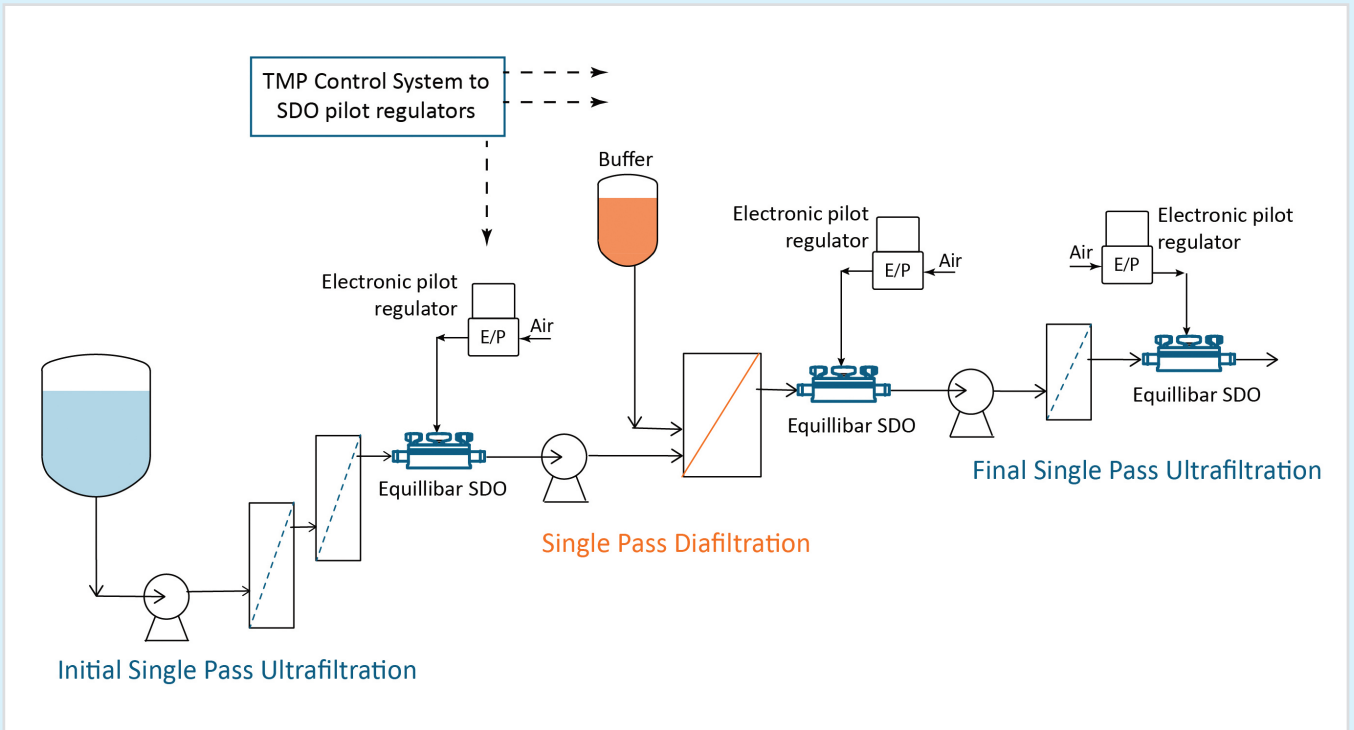 TMP Control System to
SDO pilot regulators
Buffer
Electronic pilot
regulator
E/P
Air
Electronic pilot
regulator
Air
E/P
Electronic pilot
regulator
E/P
Air
Equillibar SDO
Equillibar SDO
Equillibar SDO
Final Single Pass Ultrafiltration
Single Pass Diafiltration
Initial Single Pass Ultrafiltration